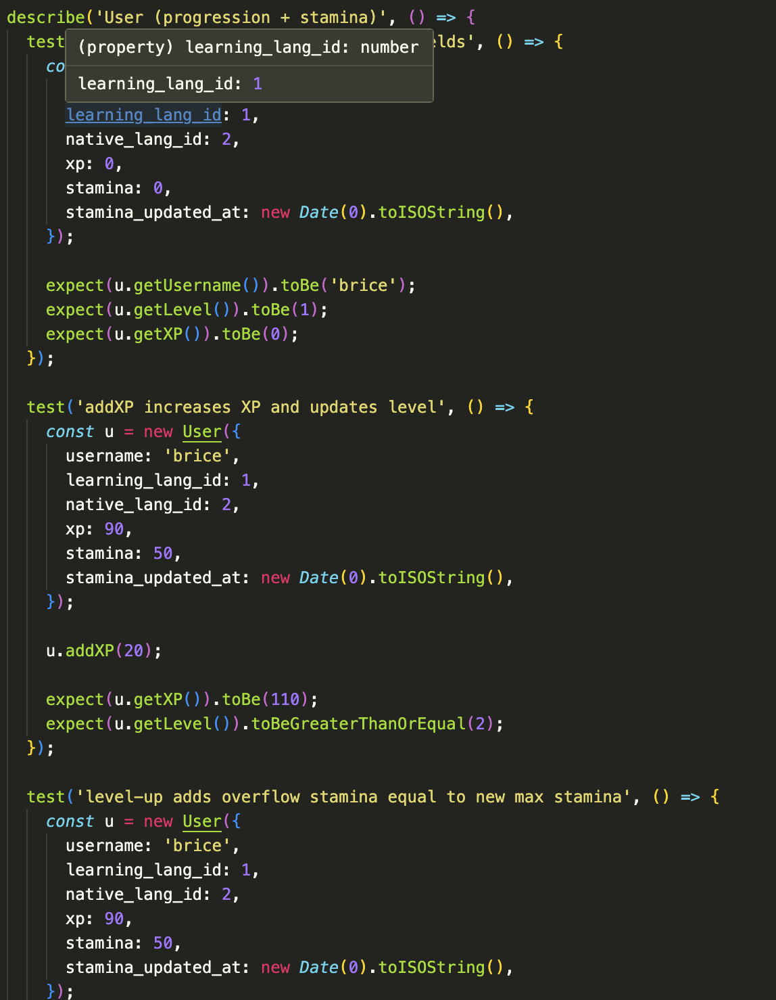 describe('User (progression + stamina)', () => {
test
(property) learning_lang_id: number
elds', () => {
co
learning_lang_id: 1
learning_lang_id: 1,
native_lang_id: 2,
xp: 0,
stamina: 0,
stamina_updated_at: new Date(0).toISOString(),
});
expect(u.getUsername()).toBe('brice');
expect(u.getLevel()).toBe(1);
expect(u.getXP()).toBe(0);
});
test('addXP increases XP and updates level', () => {
const u = new User({
username: 'brice',
learning_lang_id: 1,
native_lang_id: 2,
xp: 90,
stamina: 50,
stamina_updated_at: new Date(0).toISOString(),
});
u.addXP(20);
expect(u.getXP()).toBe(110);
expect(u.getLevel()).toBeGreaterThanOrEqual(2);
});
test('level-up adds overflow stamina equal to new max stamina', () => {
const u = new User({
username: 'brice',
learning_lang_id: 1,
native_lang_id: 2,
xp: 90,
stamina: 50,
stamina_updated_at: new Date(0).toISOString(),
});